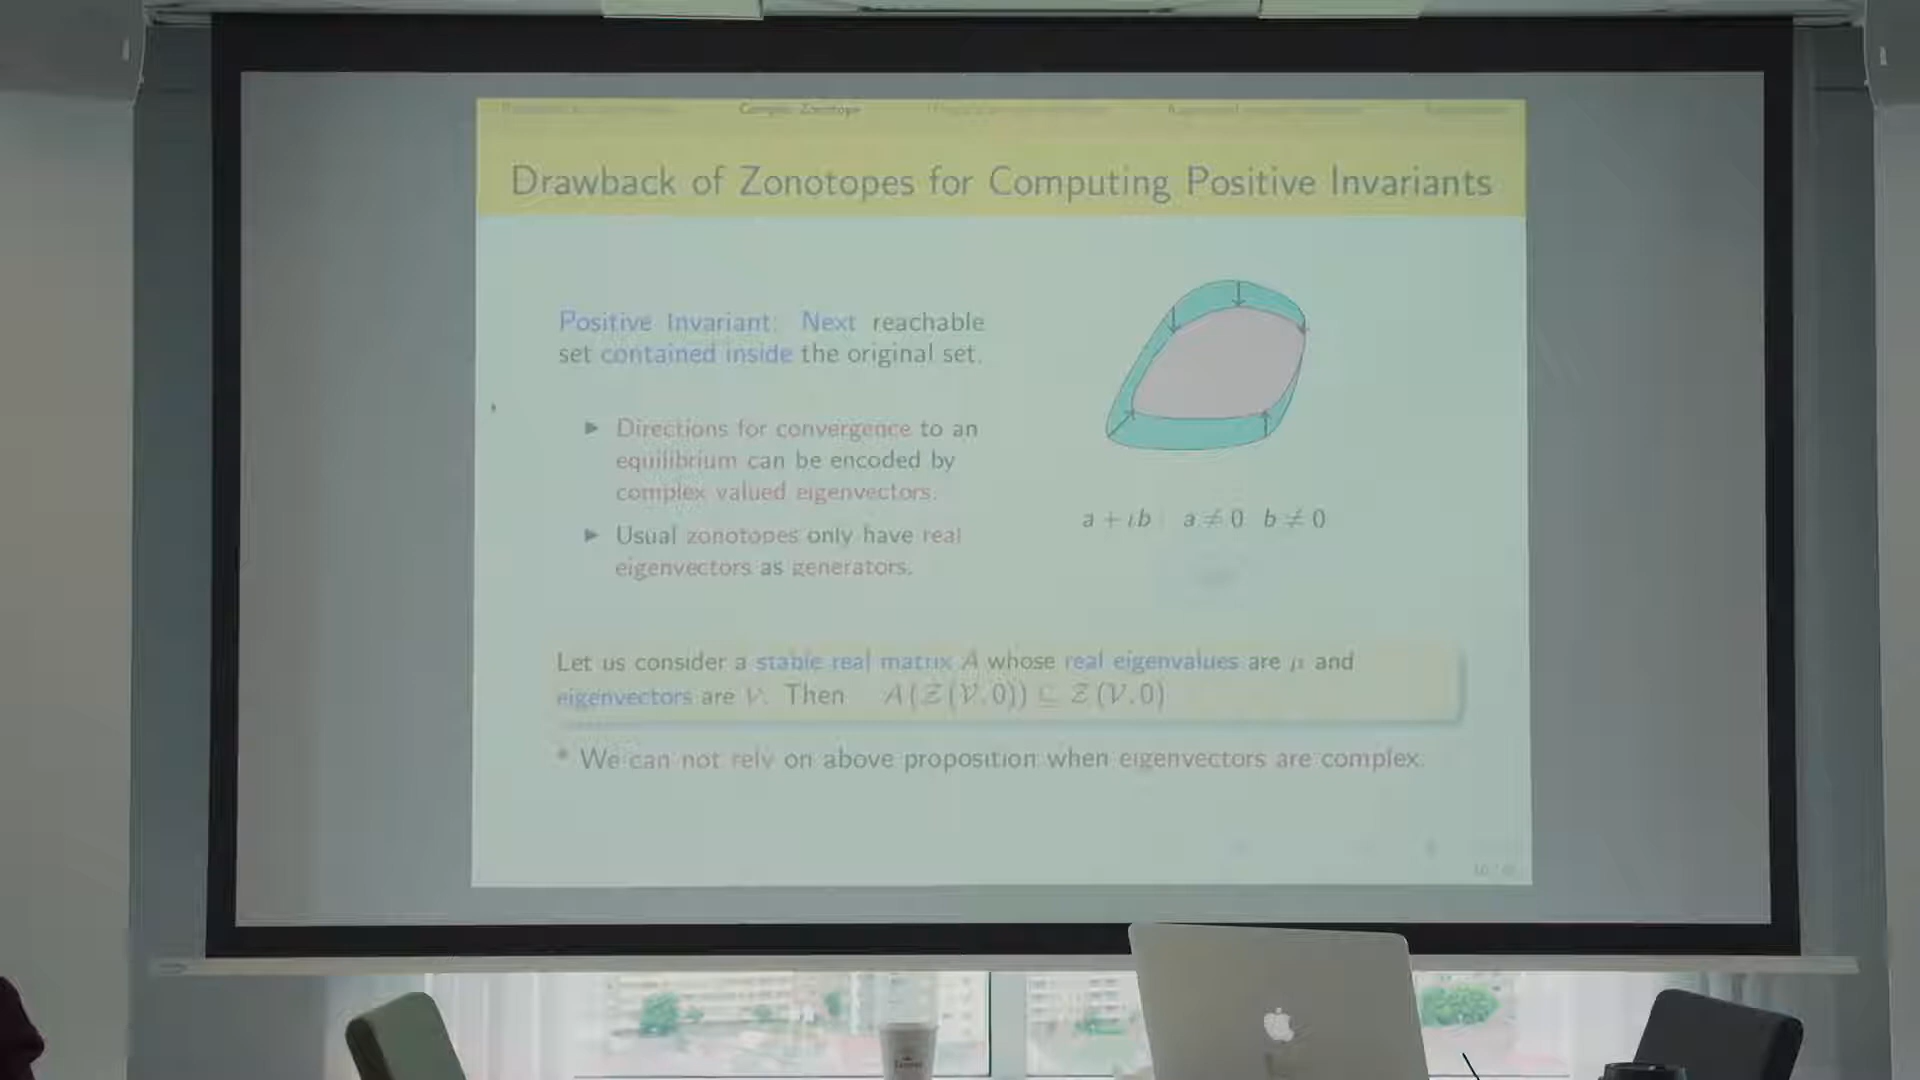 Complex Zonotope
Drawback of Zonotopes for Computing Positive Invariants
Positive Invariant: Next reachable
set contained inside the original set.
► Directions for convergence to an
equilibrium can be encoded by
complex valued eigenvectors.
► Usual zonotopes only have real
eigenvectors as generators.
a + ιb : a ≠ 0 b ≠ 0
Let us consider a stable real matrix A whose real eigenvalues are μ and
eigenvectors are 𝒱. Then A(𝒵(𝒱,0)) ⊆ 𝒵(𝒱,0)
* We can not rely on above proposition when eigenvectors are complex.